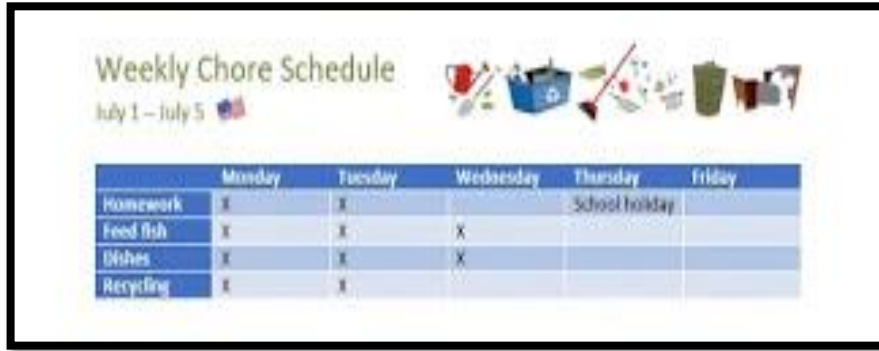 Weekly Chore Schedule
July 1 – July 5
Monday Tuesday Wednesday Thursday Friday
Homework X X School holiday
Feed fish X X X
Dishes X X X
Recycling X X